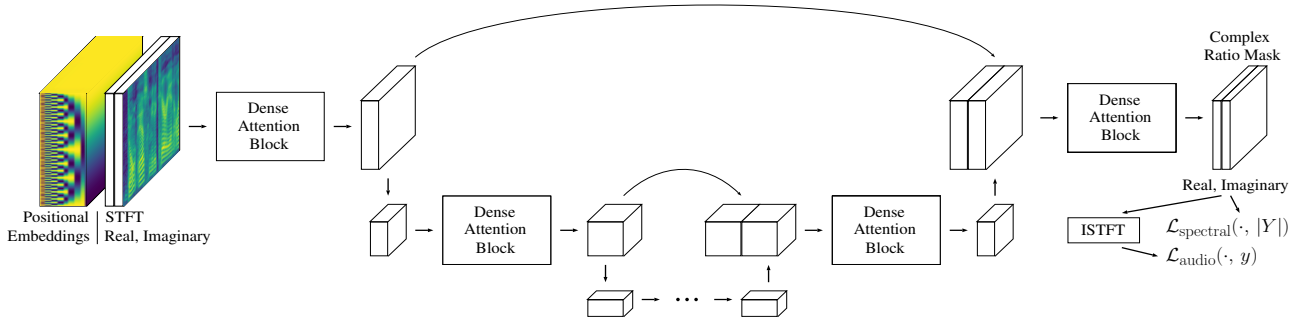 Complex
Ratio Mask
Dense
Attention
Block
Dense
Attention
Block
Real, Imaginary
Positional
Embeddings
STFT
Real, Imaginary
Dense
Attention
Block
Dense
Attention
Block
ISTFT
ℒspectral(·, |Y|)
ℒaudio(·, y)
...